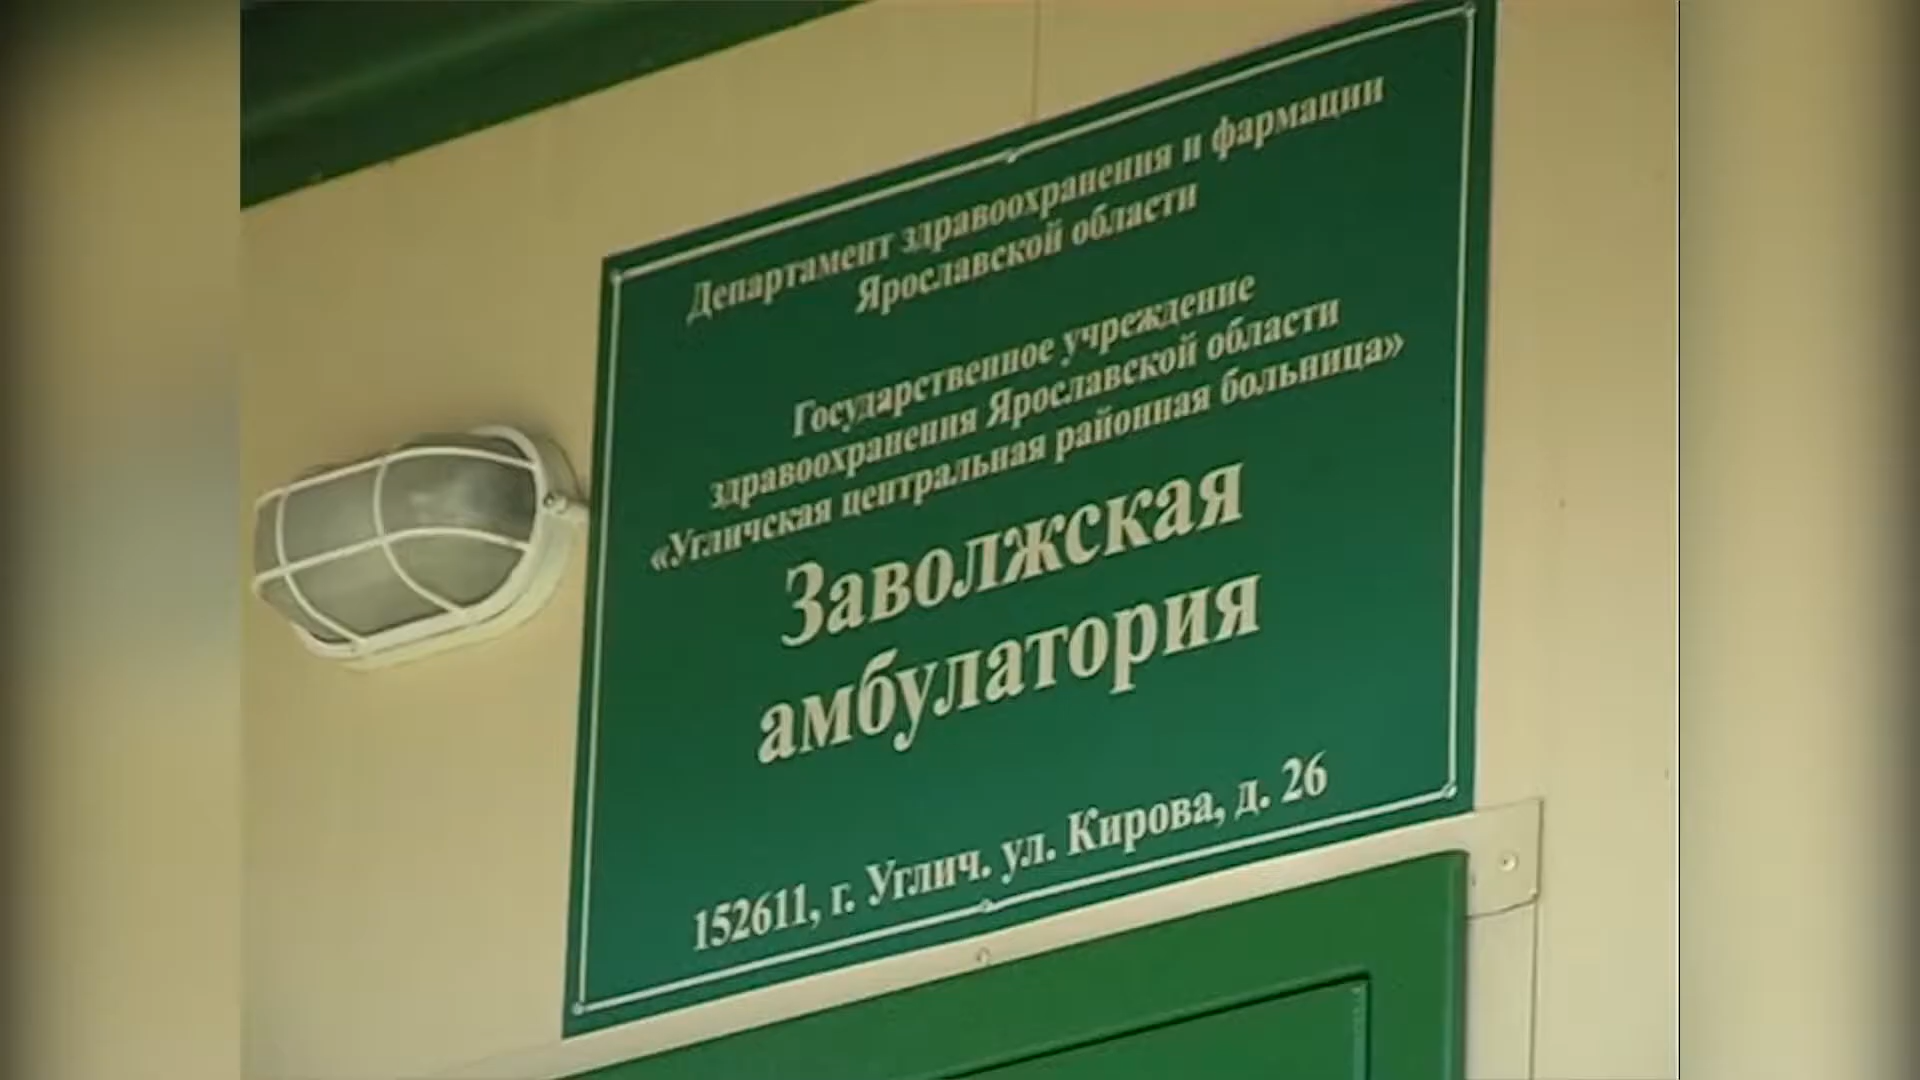 Департамент здравоохранения и фармации
Ярославской области
Государственное учреждение
здравоохранения Ярославской области
«Угличская центральная районная больница»
Заволжская
амбулатория
152611, г. Углич. ул. Кирова, д. 26